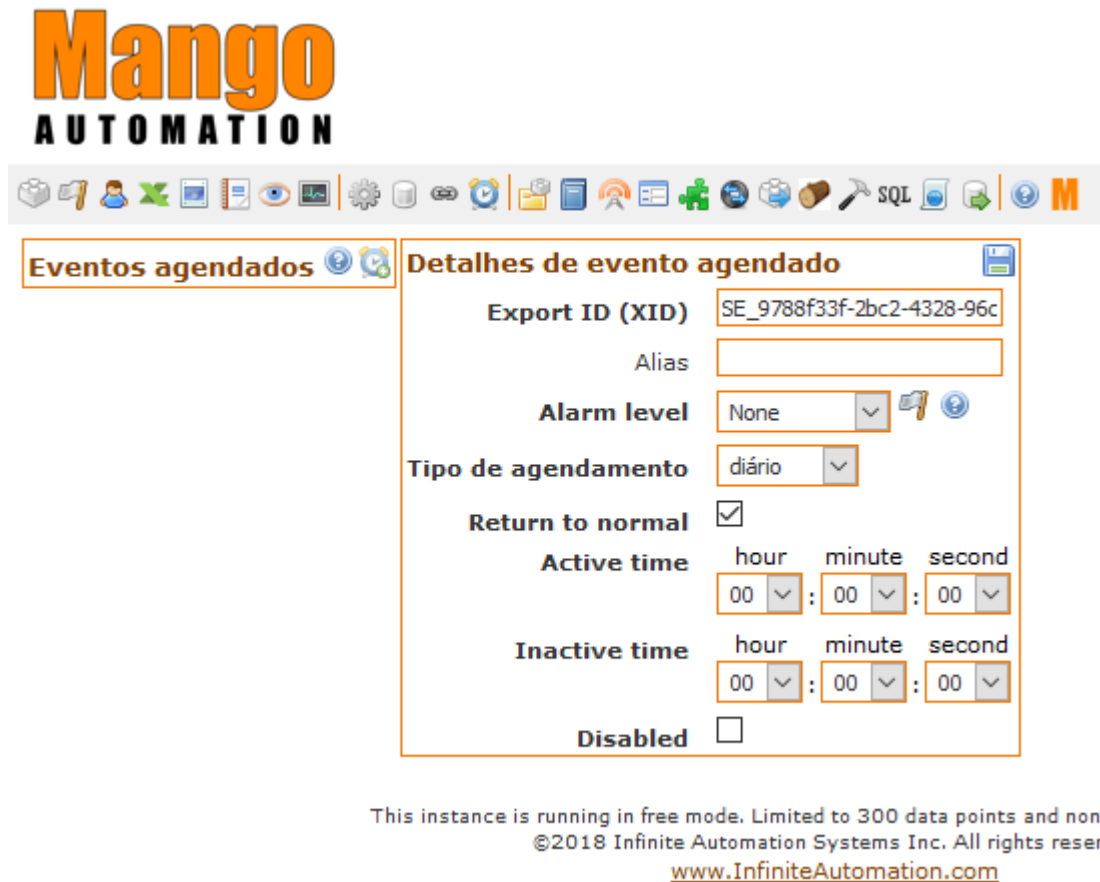 Mango
AUTOMATION
SQL M
Eventos agendados
Detalhes de evento agendado
Export ID (XID) SE_9788f33f-2bc2-4328-96c
Alias
Alarm level None
Tipo de agendamento diário
Return to normal
Active time hour minute second
00 : 00 : 00
Inactive time hour minute second
00 : 00 : 00
Disabled
This instance is running in free mode. Limited to 300 data points and non
©2018 Infinite Automation Systems Inc. All rights reser
www.InfiniteAutomation.com